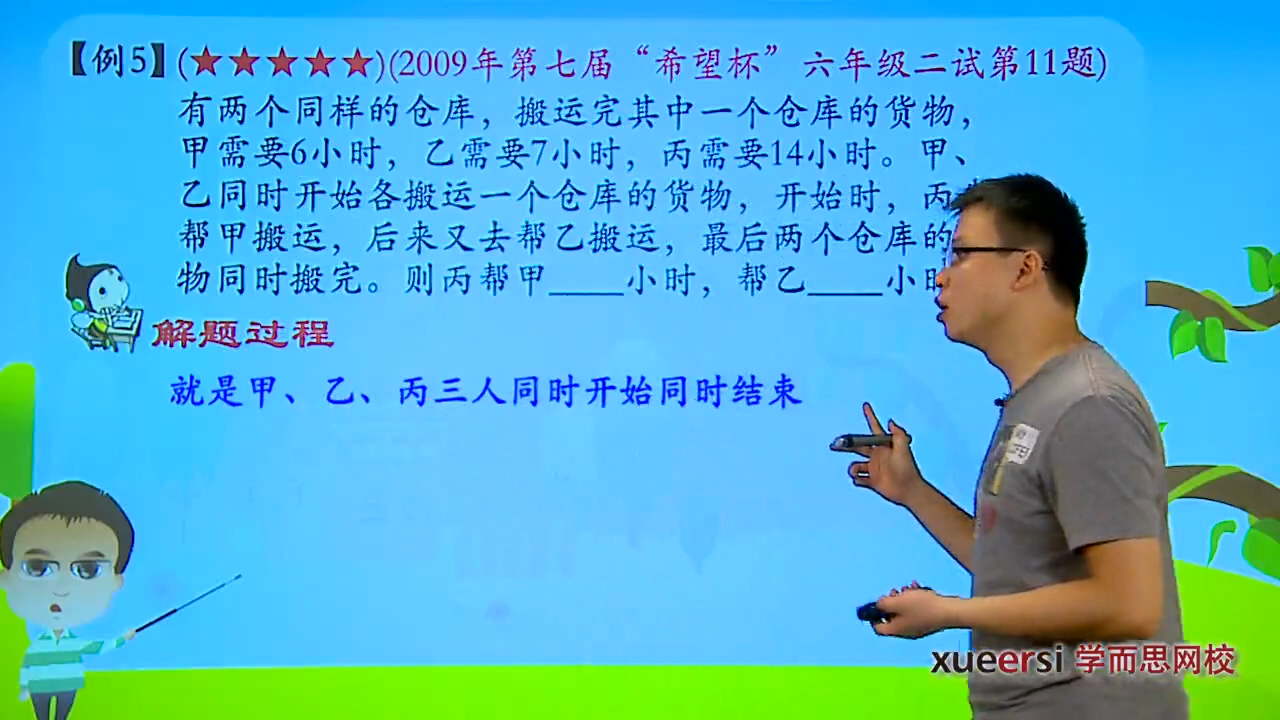 【例5】(★★★★★)(2009年第七届“希望杯”六年级二试第11题)
有两个同样的仓库，搬运完其中一个仓库的货物，
甲需要6小时，乙需要7小时，丙需要14小时。甲、
乙同时开始各搬运一个仓库的货物，开始时，丙
帮甲搬运，后来又去帮乙搬运，最后两个仓库的
物同时搬完。则丙帮甲____小时，帮乙____小时
解题过程
就是甲、乙、丙三人同时开始同时结束
xueersi 学而思网校